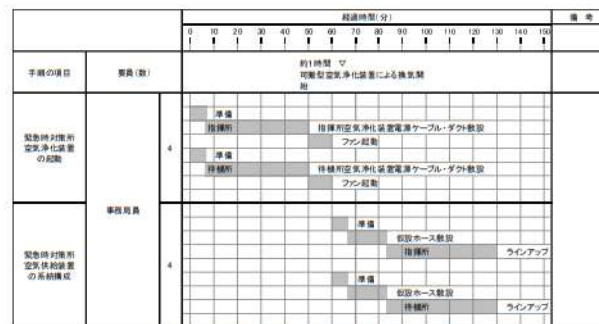 経過時間(分)
備 考
0 10 20 30 40 50 60 70 80 90 100 110 120 130 140 150
手順の項目
要員(数)
約1時間 ▽
可搬型空気浄化装置による換気開
始
緊急時対策所
空気浄化装置
の起動
事務局員
4
準備
指揮所
指揮所空気浄化装置電源ケーブル・ダクト敷設
ファン起動
準備
待機所
待機所空気浄化装置電源ケーブル・ダクト敷設
ファン起動
緊急時対策所
空気供給装置
の系統構成
4
準備
仮設ホース敷設
指揮所
ラインアップ
準備
仮設ホース敷設
待機所
ラインアップ